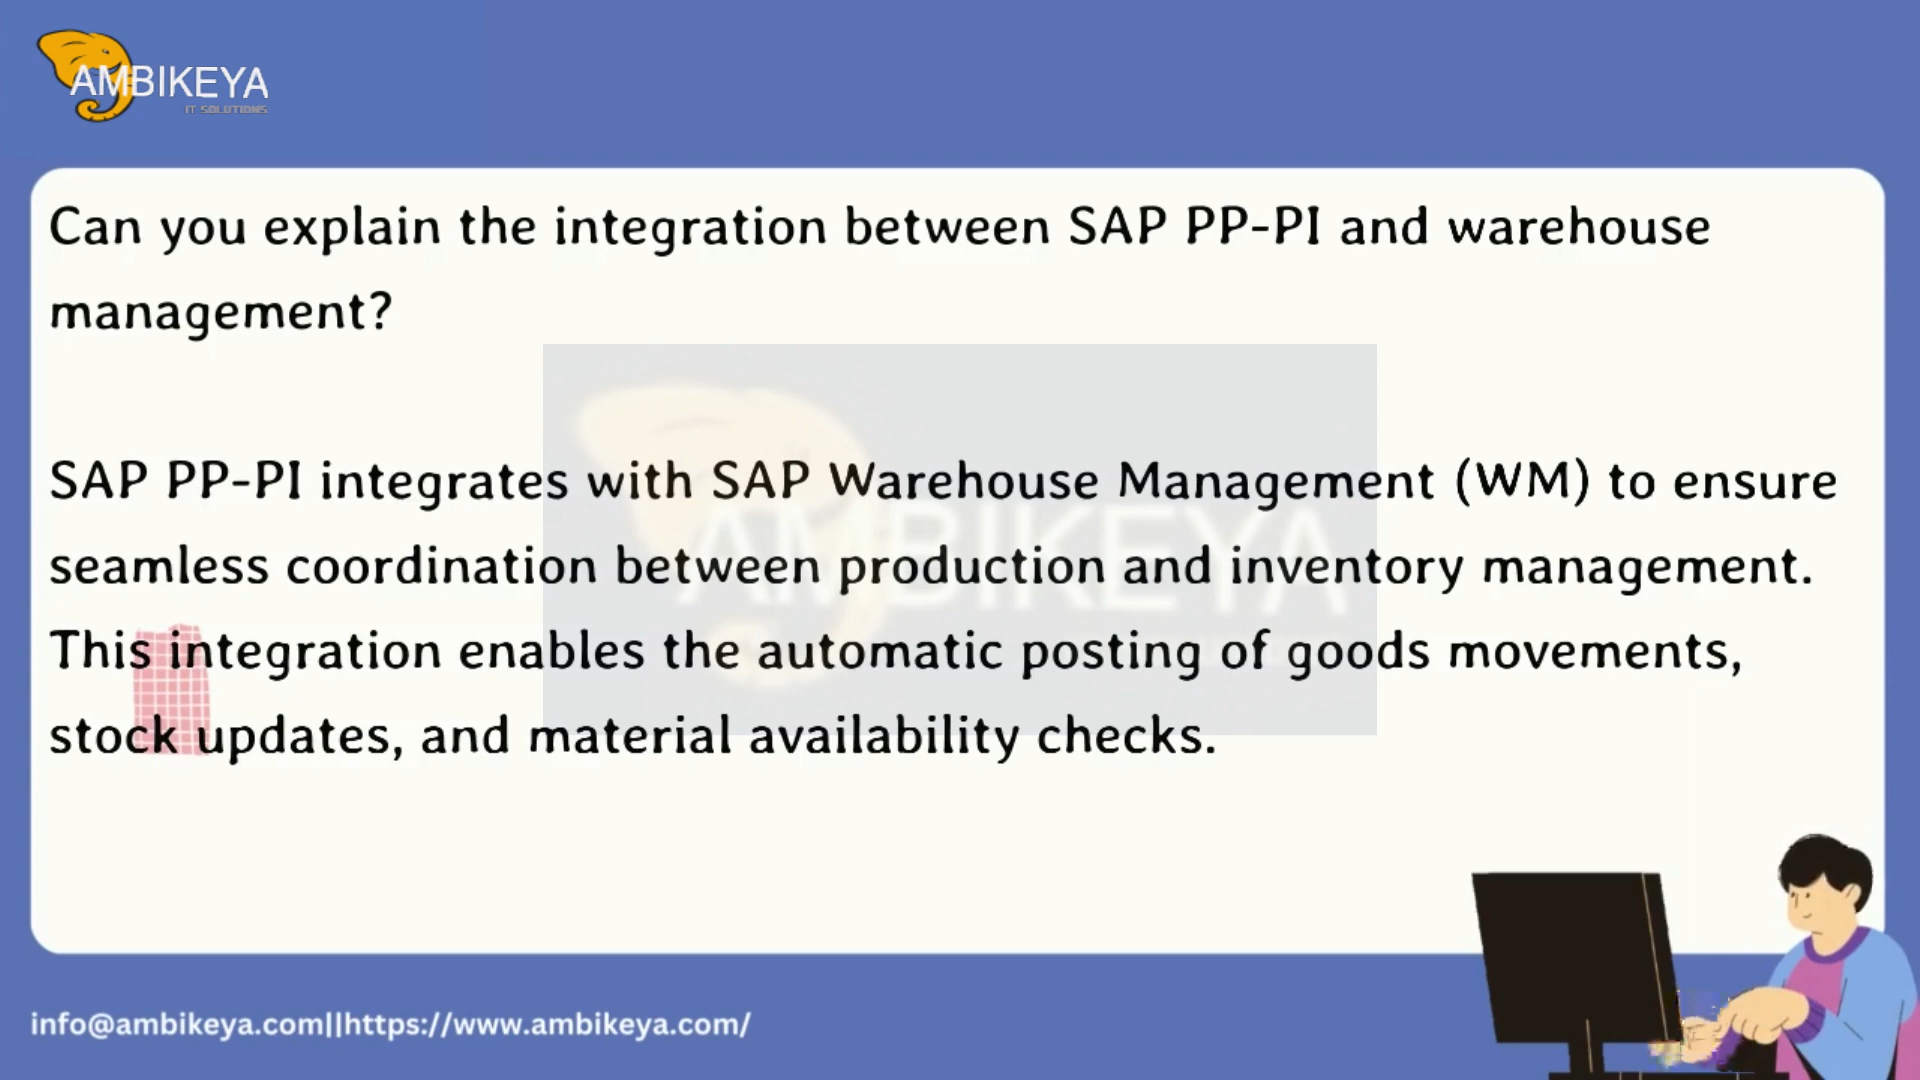 AMBIKEYA
IT SOLUTIONS
Can you explain the integration between SAP PP-PI and warehouse
management?
SAP PP-PI integrates with SAP Warehouse Management (WM) to ensure
seamless coordination between production and inventory management.
This integration enables the automatic posting of goods movements,
stock updates, and material availability checks.
AMBIKEYA
info@ambikeya.com||https://www.ambikeya.com/